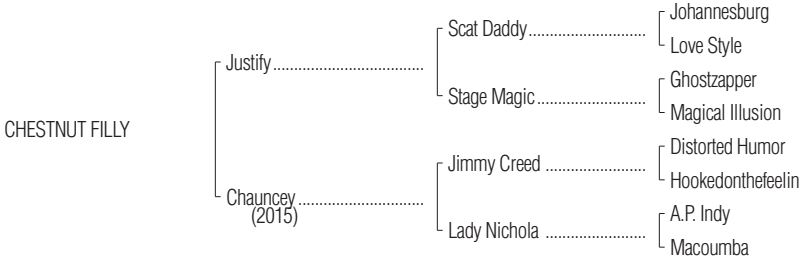 Johannesburg
Scat Daddy
Love Style
Justify
Ghostzapper
Stage Magic
Magical Illusion
CHESTNUT FILLY
Distorted Humor
Jimmy Creed
Hookedonthefeelin
Chauncey
(2015)
A.P. Indy
Lady Nichola
Macoumba